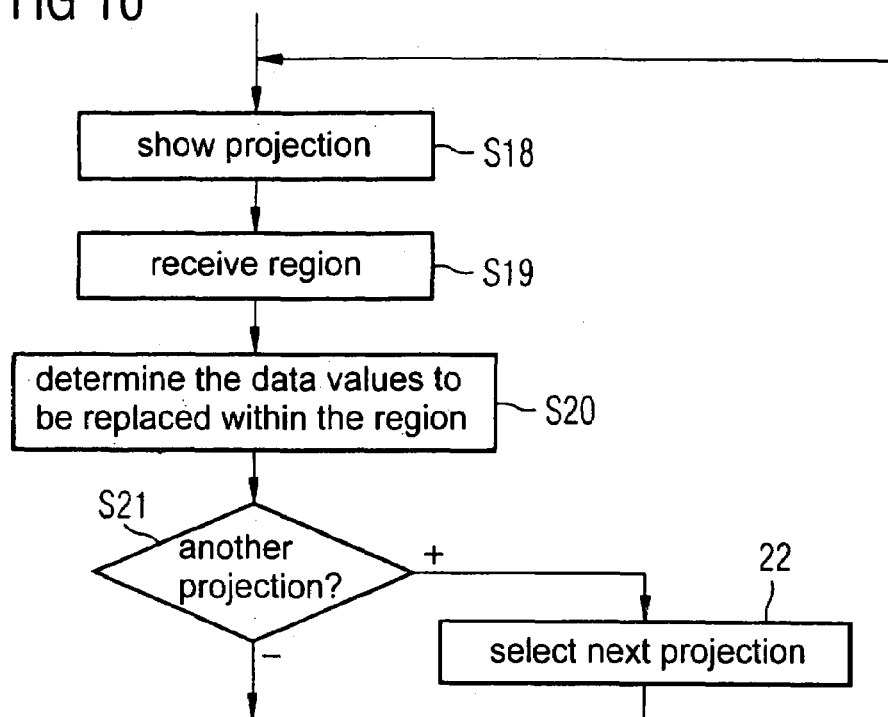 FIG 10
show projection
S18
receive region
S19
determine the data values to
be replaced within the region
S20
S21
another
projection?
+
22
select next projection
–